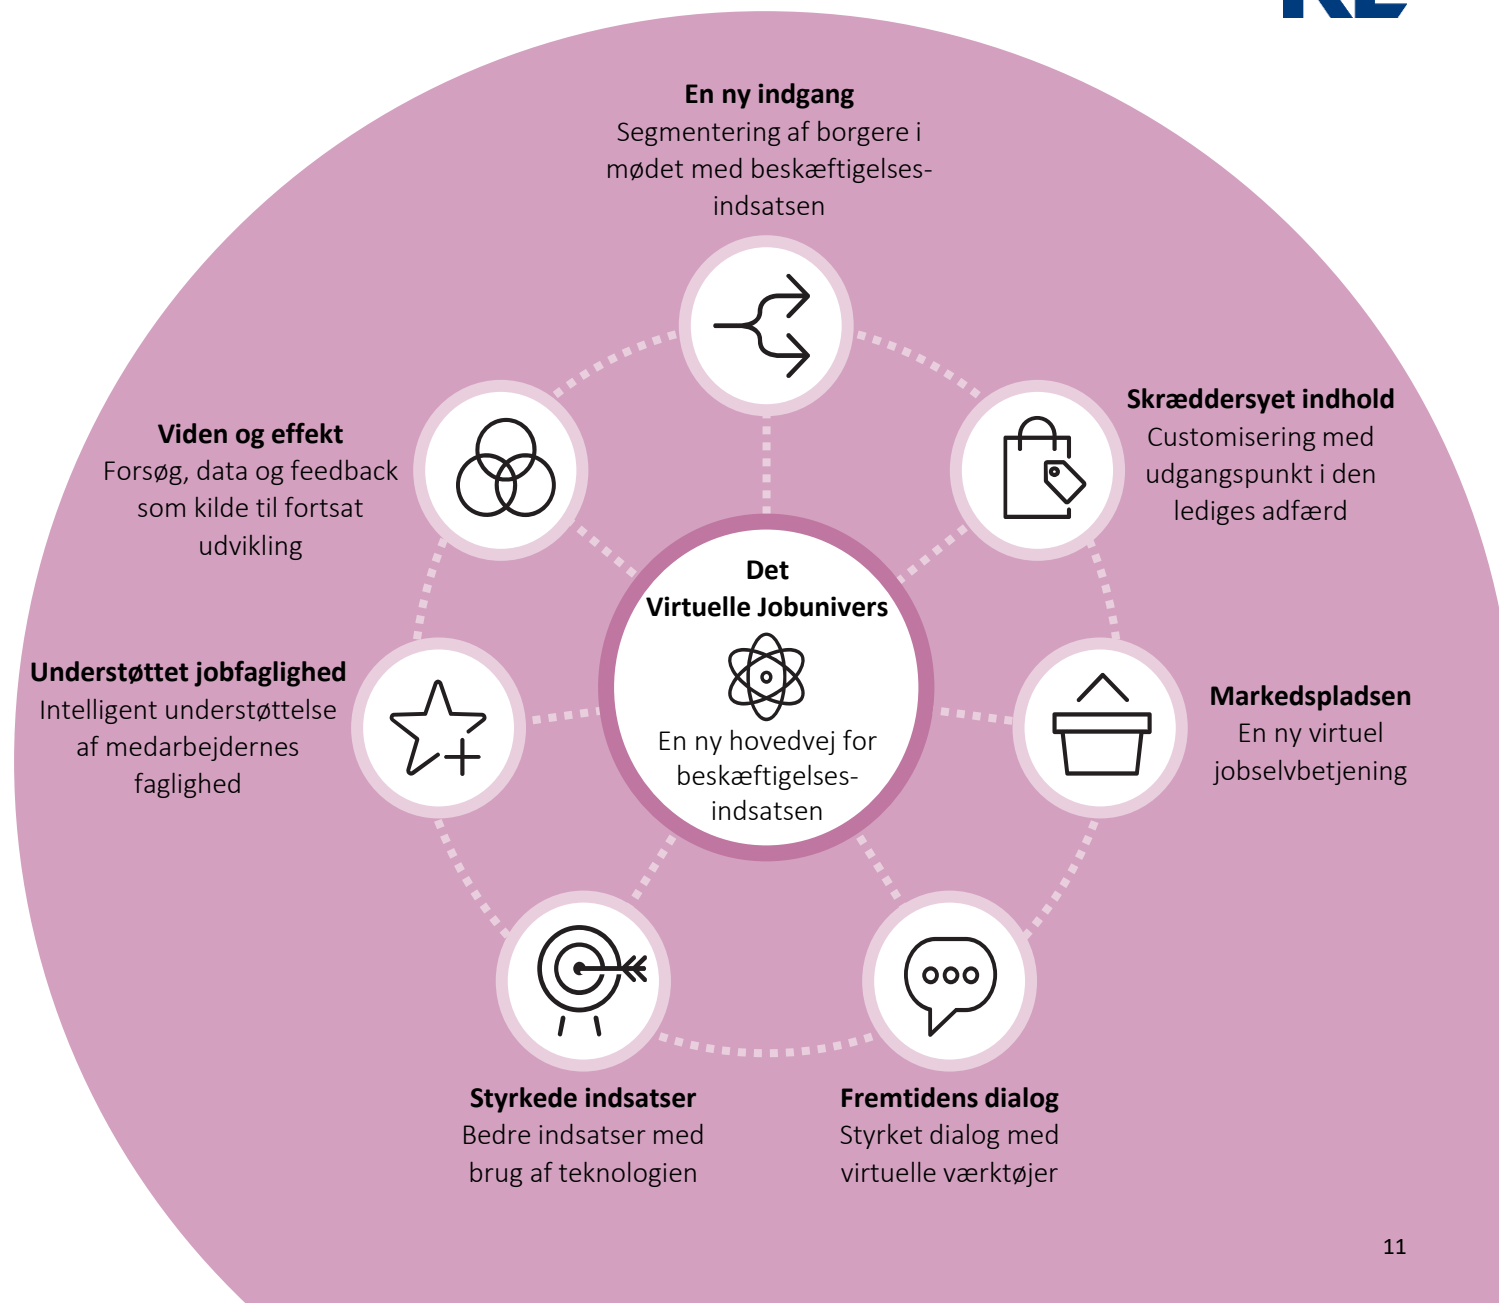 En ny indgang
Segmentering af borgere i
mødet med beskæftigelses-
indsatsen
Skræddersyet indhold
Customisering med
udgangspunkt i den
lediges adfærd
Markedspladsen
En ny virtuel
jobselvbetjening
Fremtidens dialog
Styrket dialog med
virtuelle værktøjer
Styrkede indsatser
Bedre indsatser med
brug af teknologien
Understøttet jobfaglighed
Intelligent understøttelse
af medarbejdernes
faglighed
Viden og effekt
Forsøg, data og feedback
som kilde til fortsat
udvikling
Det
Virtuelle Jobunivers
En ny hovedvej for
beskæftigelses-
indsatsen
11